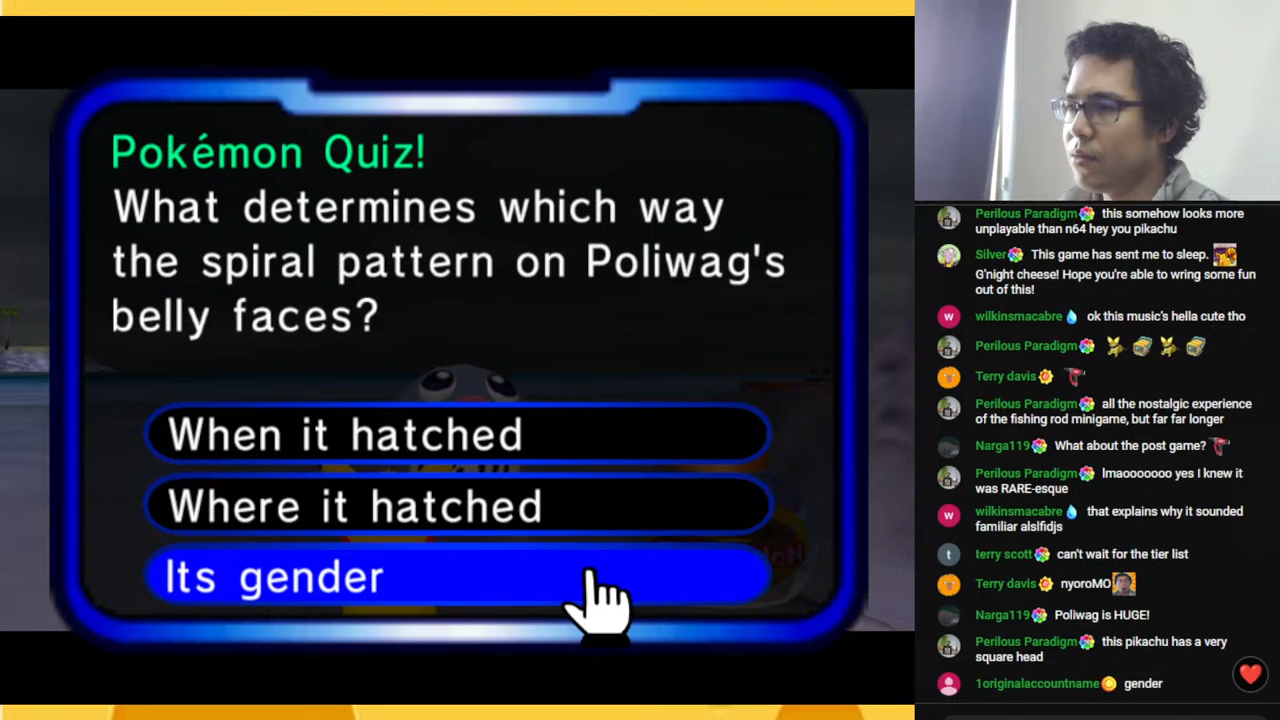 Pokémon Quiz!
What determines which way
the spiral pattern on Poliwag's
belly faces?
When it hatched
Where it hatched
Its gender
Perilous Paradigm this somehow looks more
unplayable than n64 hey you pikachu
Silver This game has sent me to sleep.
G'night cheese! Hope you're able to wring some fun
out of this!
w wilkinsmacabre ok this music's hella cute tho
Perilous Paradigm
Terry davis
Perilous Paradigm all the nostalgic experience
of the fishing rod minigame, but far far longer
Narga119 What about the post game?
Perilous Paradigm lmaooooooo yes I knew it
was RARE-esque
w wilkinsmacabre that explains why it sounded
familiar alslfidjs
t terry scott can't wait for the tier list
Terry davis nyoroMO
Narga119 Poliwag is HUGE!
Perilous Paradigm this pikachu has a very
square head
1originalaccountname gender